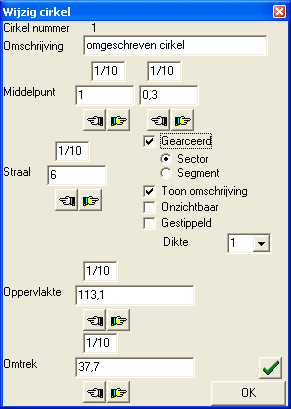 Wijzig cirkel
Cirkel nummer 1
Omschrijving omgeschreven cirkel
1/10 1/10
Middelpunt 1 0,3
Gearceerd
1/10 Sector
Straal 6 Segment
Toon omschrijving
Onzichtbaar
Gestippeld
Dikte 1
1/10
Oppervlakte 113,1
1/10
Omtrek 37,7
OK